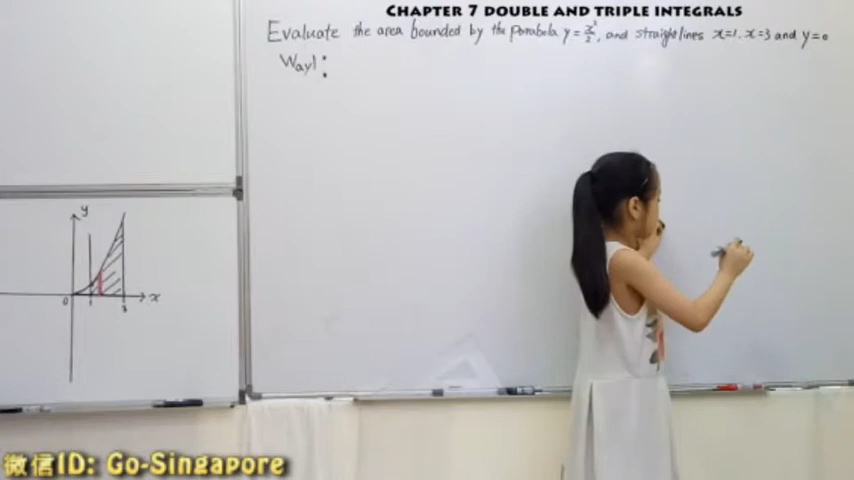 CHAPTER 7 DOUBLE AND TRIPLE INTEGRALS
Evaluate the area bounded by the parabola y = x²/2, and straight lines x=1, x=3 and y=0
Way1:
y
0 1 3 x
微信ID: Go-Singapore